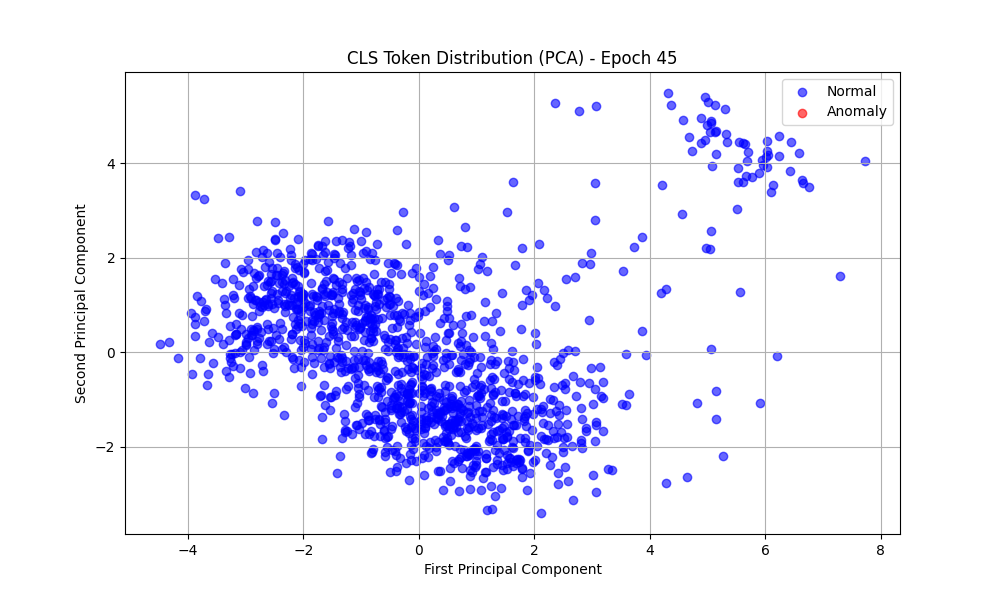 CLS Token Distribution (PCA) - Epoch 45
Normal
Anomaly
Second Principal Component
4
2
0
−2
−4
−2
0
2
4
6
8
First Principal Component